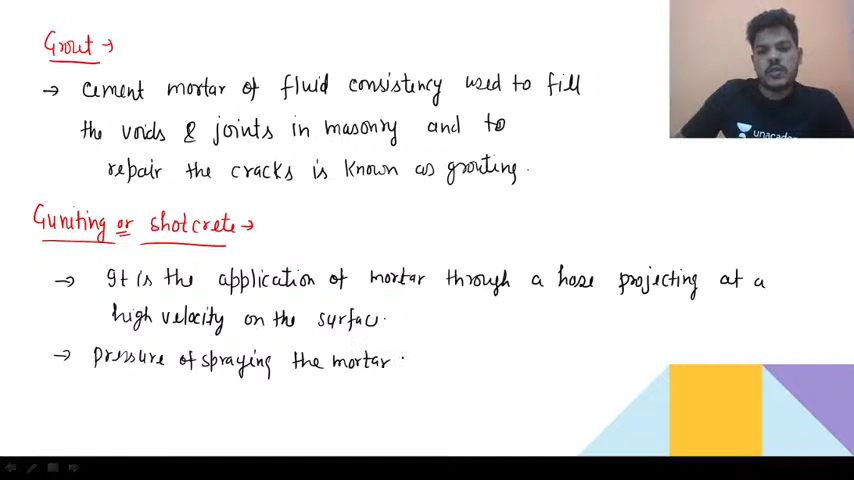 Grout →
→ cement mortar of fluid consistency used to fill
the voids & joints in masonry and to
repair the cracks is known as grouting.
Guniting or shotcrete →
→ It is the application of mortar through a hose projecting at a
high velocity on the surfac.
→ Pressure of spraying the mortar
unacade